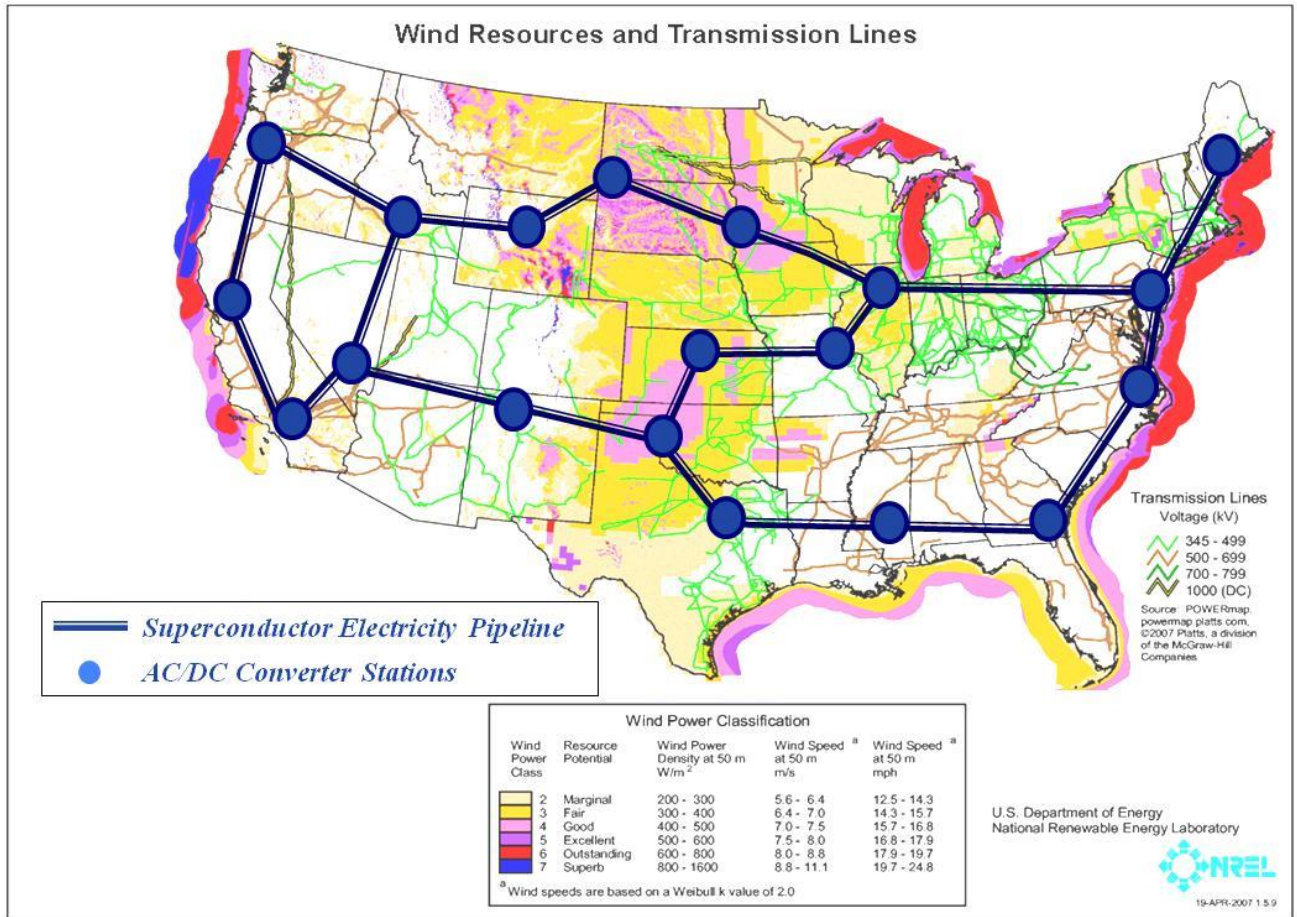 Wind Resources and Transmission Lines
Transmission Lines
Voltage (kV)
345 - 499
500 - 699
700 - 799
1000 (DC)
Source: POWERmap,
powermap.platts.com,
©2007 Platts, a division
of the McGraw-Hill
Companies
Superconductor Electricity Pipeline
AC/DC Converter Stations
Wind Power Classification
Wind Power Class Resource Potential Wind Power Density at 50 m W/m2 Wind Speed a at 50 m m/s Wind Speed a at 50 m mph
2 Marginal 200 - 300 5.6 - 6.4 12.5 - 14.3
3 Fair 300 - 400 6.4 - 7.0 14.3 - 15.7
4 Good 400 - 500 7.0 - 7.5 15.7 - 16.8
5 Excellent 500 - 600 7.5 - 8.0 16.8 - 17.9
6 Outstanding 600 - 800 8.0 - 8.8 17.9 - 19.7
7 Superb 800 - 1600 8.8 - 11.1 19.7 - 24.8
a Wind speeds are based on a Weibull k value of 2.0
U.S. Department of Energy
National Renewable Energy Laboratory
NREL
19-APR-2007 1.5.9